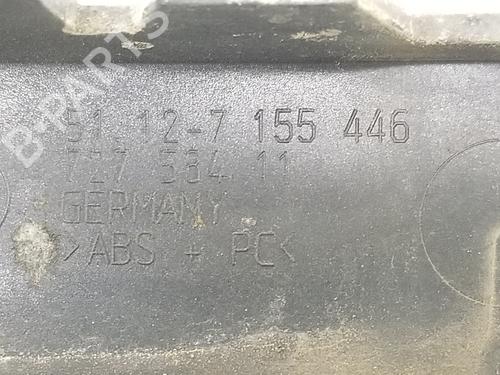 B-PARTS
51.12-7 155 446
727 584 11
GERMANY
>ABS + PC<